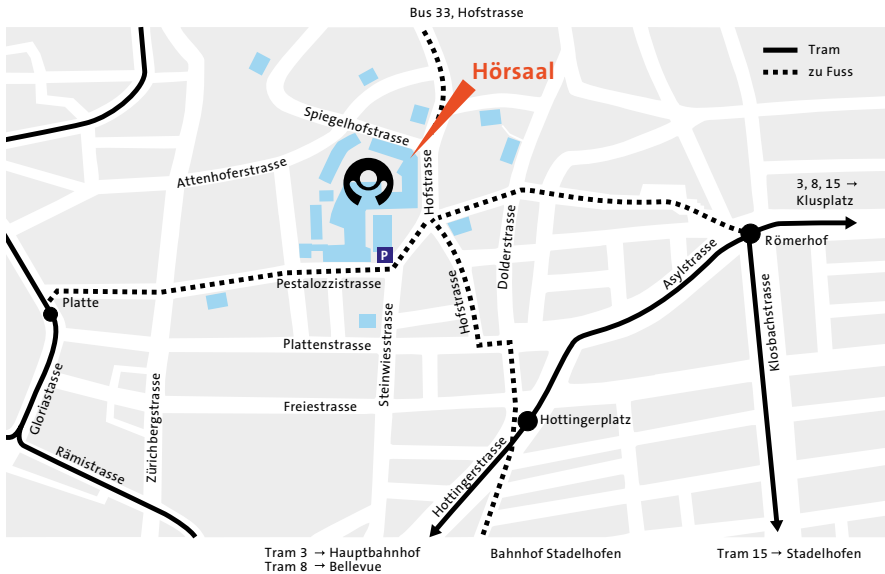 Bus 33, Hofstrasse
Tram
zu Fuss
Hörsaal
Spiegelhofstrasse
Attenhoferstrasse
Hofstrasse
3, 8, 15 →
Klusplatz
Römerhof
Dolderstrasse
Asylstrasse
P
Pestalozzistrasse
Platte
Hofstrasse
Klosbachstrasse
Plattenstrasse
Steinwiesstrasse
Gloriastasse
Zürichbergstrasse
Freiestrasse
Hottingerplatz
Hottingerstrasse
Rämistrasse
Tram 3 → Hauptbahnhof
Tram 8 → Bellevue
Bahnhof Stadelhofen
Tram 15 → Stadelhofen